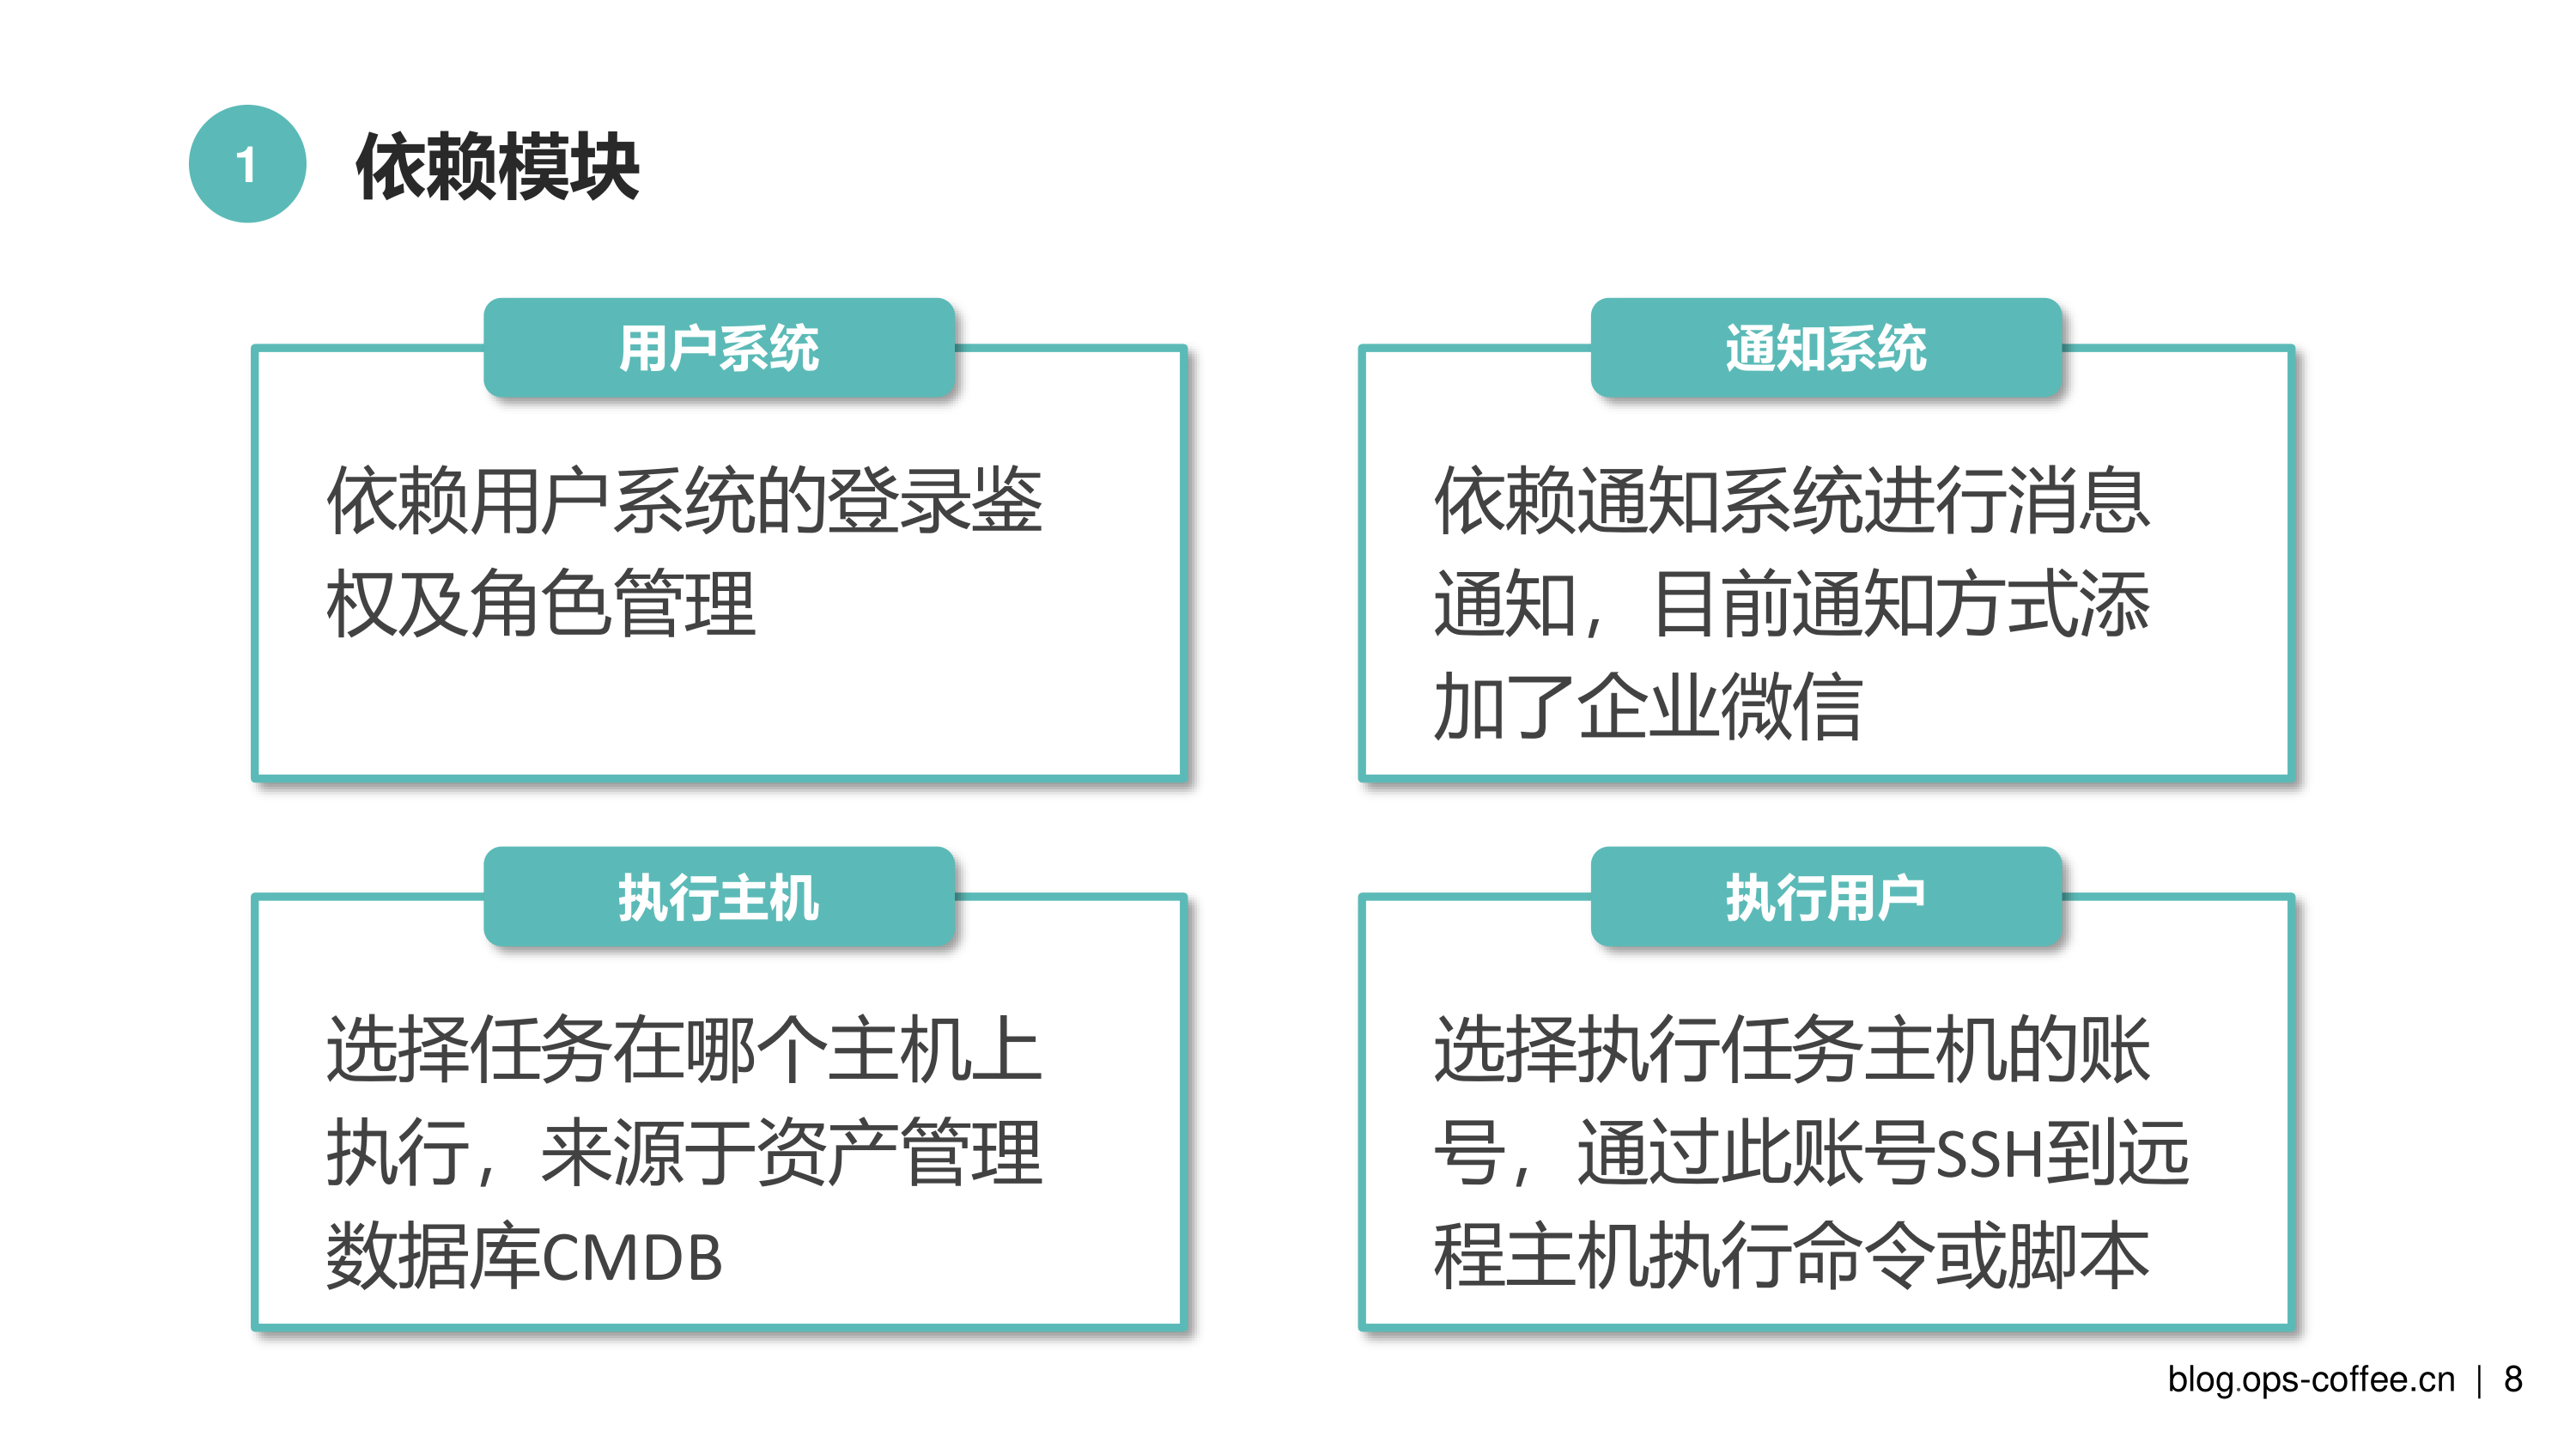 1
依赖模块
用户系统
依赖用户系统的登录鉴
权及角色管理
通知系统
依赖通知系统进行消息
通知，目前通知方式添
加了企业微信
执行主机
选择任务在哪个主机上
执行，来源于资产管理
数据库CMDB
执行用户
选择执行任务主机的账
号，通过此账号SSH到远
程主机执行命令或脚本
blog.ops-coffee.cn | 8